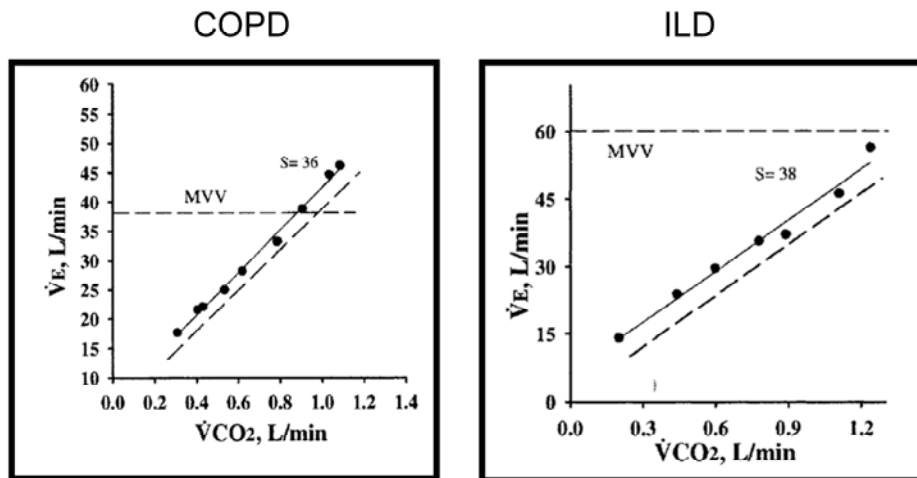 COPD
60
55
50
45
40
35
30
25
20
15
10
V̇E, L/min
S= 36
MVV
0.0 0.2 0.4 0.6 0.8 1.0 1.2 1.4
V̇CO₂, L/min
ILD
60
45
30
15
0
V̇E, L/min
MVV
S= 38
0.0 0.3 0.6 0.9 1.2
V̇CO₂, L/min